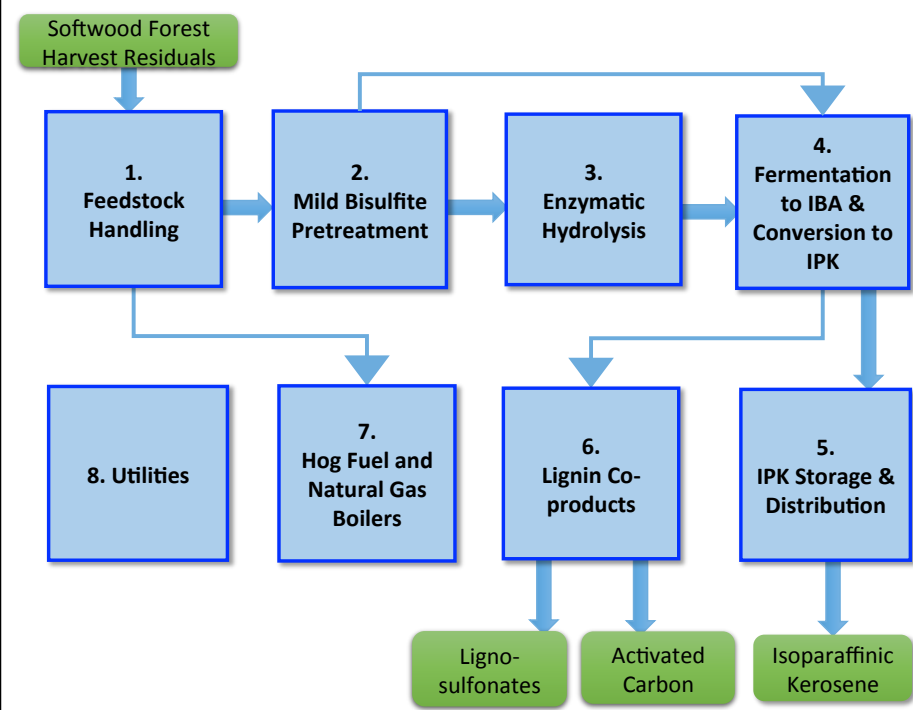 Softwood Forest
Harvest Residuals
1.
Feedstock
Handling
2.
Mild Bisulfite
Pretreatment
3.
Enzymatic
Hydrolysis
4.
Fermentation
to IBA &
Conversion to
IPK
8. Utilities
7.
Hog Fuel and
Natural Gas
Boilers
6.
Lignin Co-
products
5.
IPK Storage &
Distribution
Ligno-
sulfonates
Activated
Carbon
Isoparaffinic
Kerosene